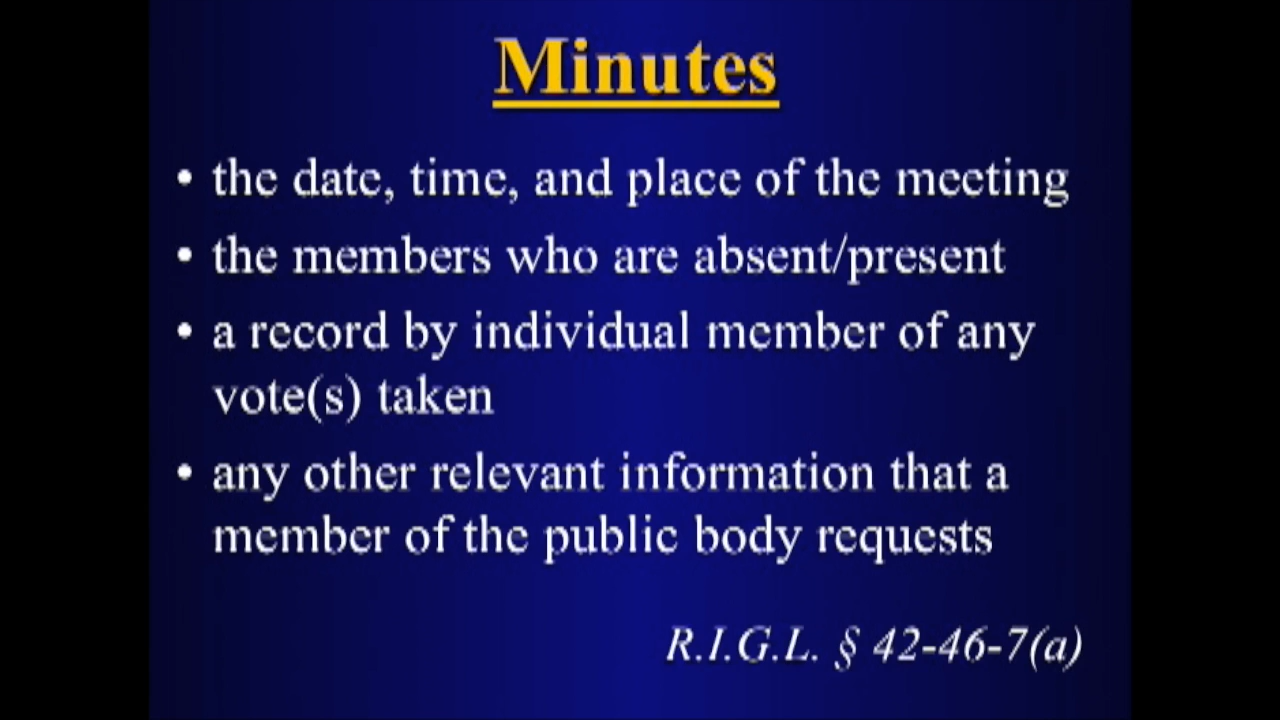 Minutes
• the date, time, and place of the meeting
• the members who are absent/present
• a record by individual member of any
vote(s) taken
• any other relevant information that a
member of the public body requests
R.I.G.L. § 42-46-7(a)